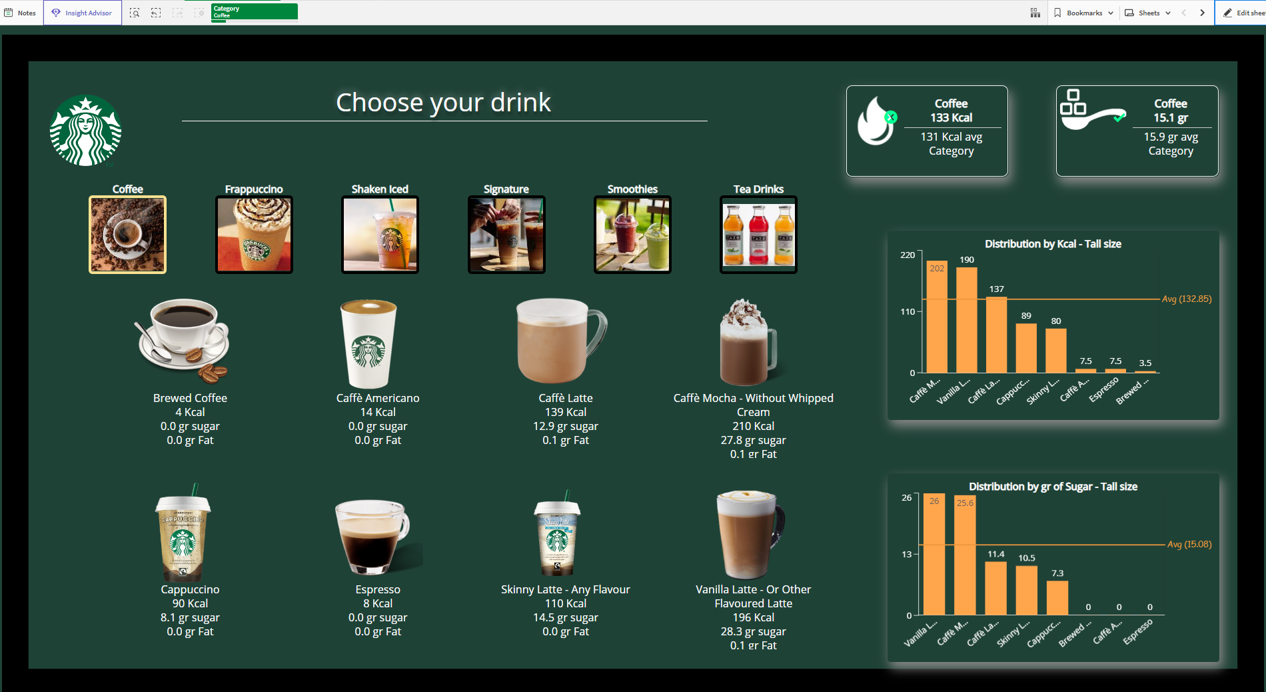 Notes
Insight Advisor
Category
Coffee
Bookmarks
Sheets
Edit shee
Choose your drink
Coffee
133 Kcal
131 Kcal avg
Category
Coffee
15.1 gr
15.9 gr avg
Category
Coffee
Frappuccino
Shaken Iced
Signature
Smoothies
Tea Drinks
Brewed Coffee
4 Kcal
0.0 gr sugar
0.0 gr Fat
Caffè Americano
14 Kcal
0.0 gr sugar
0.0 gr Fat
Caffè Latte
139 Kcal
12.9 gr sugar
0.1 gr Fat
Caffè Mocha - Without Whipped
Cream
210 Kcal
27.8 gr sugar
0.1 gr Fat
Cappuccino
90 Kcal
8.1 gr sugar
0.0 gr Fat
Espresso
8 Kcal
0.0 gr sugar
0.0 gr Fat
Skinny Latte - Any Flavour
110 Kcal
14.5 gr sugar
0.0 gr Fat
Vanilla Latte - Or Other
Flavoured Latte
196 Kcal
28.3 gr sugar
0.1 gr Fat
Distribution by Kcal - Tall size
220
110
0
202
190
137
89
80
7.5
7.5
3.5
Avg (132.85)
Caffè M...
Vanilla L...
Caffè La...
Cappucc...
Skinny L...
Caffè A...
Espresso
Brewed ...
Distribution by gr of Sugar - Tall size
26
13
0
26
25.6
11.4
10.5
7.3
0
0
0
Avg (15.08)
Vanilla L...
Caffè M...
Caffè La...
Skinny L...
Cappucc...
Brewed ...
Caffè A...
Espresso